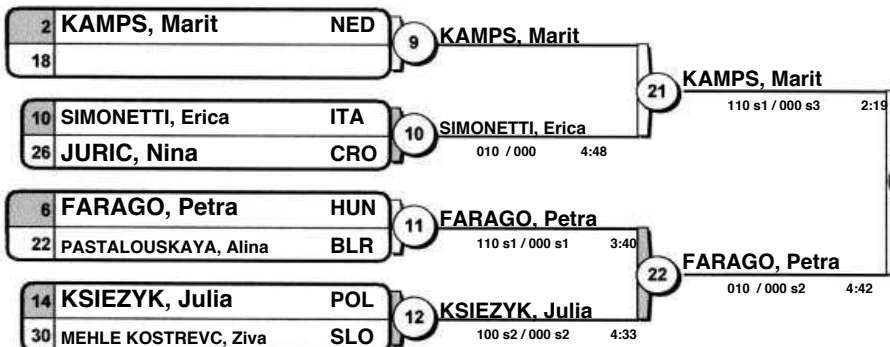 2 KAMPS, Marit NED
18
9
KAMPS, Marit
10 SIMONETTI, Erica ITA
26 JURIC, Nina CRO
10
SIMONETTI, Erica
010 / 000 4:48
21
KAMPS, Marit
110 s1 / 000 s3 2:19
6 FARAGO, Petra HUN
22 PASTALOUSKAYA, Alina BLR
11
FARAGO, Petra
110 s1 / 000 s1 3:40
14 KSIEZYK, Julia POL
30 MEHLE KOSTREVC, Ziva SLO
12
KSIEZYK, Julia
100 s2 / 000 s2 4:33
22
FARAGO, Petra
010 / 000 s2 4:42